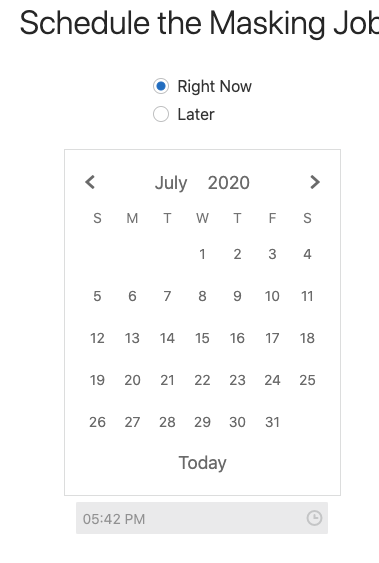 Schedule the Masking Job
Right Now
Later
July 2020
S M T W T F S
1 2 3 4
5 6 7 8 9 10 11
12 13 14 15 16 17 18
19 20 21 22 23 24 25
26 27 28 29 30 31
Today
05:42 PM